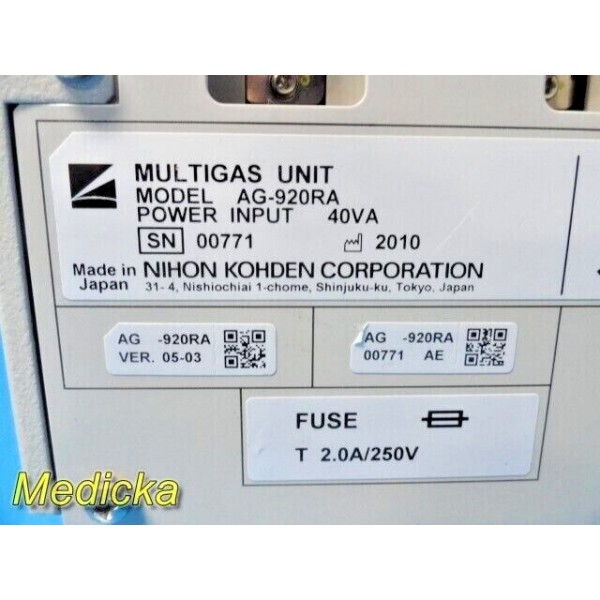 MULTIGAS UNIT
MODEL AG-920RA
POWER INPUT 40VA
SN 00771 2010
Made in Japan NIHON KOHDEN CORPORATION
31-4, Nishiochiai 1-chome, Shinjuku-ku, Tokyo, Japan
AG -920RA
VER. 05-03
AG -920RA
00771 AE
FUSE
T 2.0A/250V
Medicka